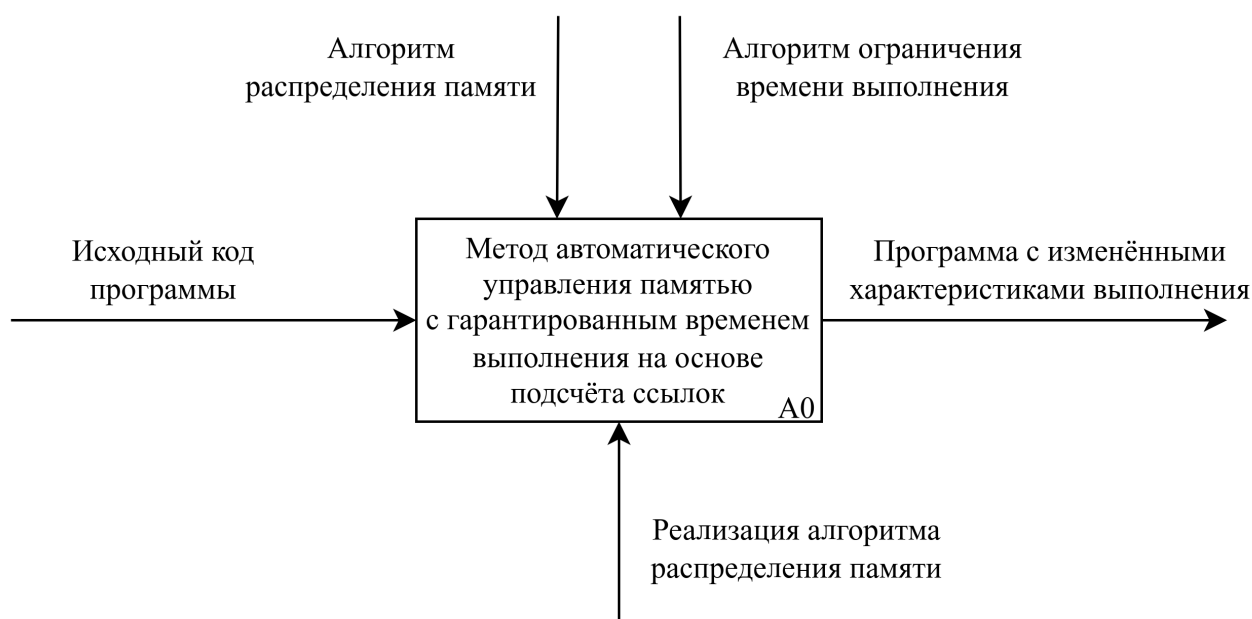 Алгоритм
распределения памяти
Алгоритм ограничения
времени выполнения
Исходный код
программы
Метод автоматического
управления памятью
с гарантированным временем
выполнения на основе
подсчёта ссылок
A0
Программа с изменёнными
характеристиками выполнения
Реализация алгоритма
распределения памяти